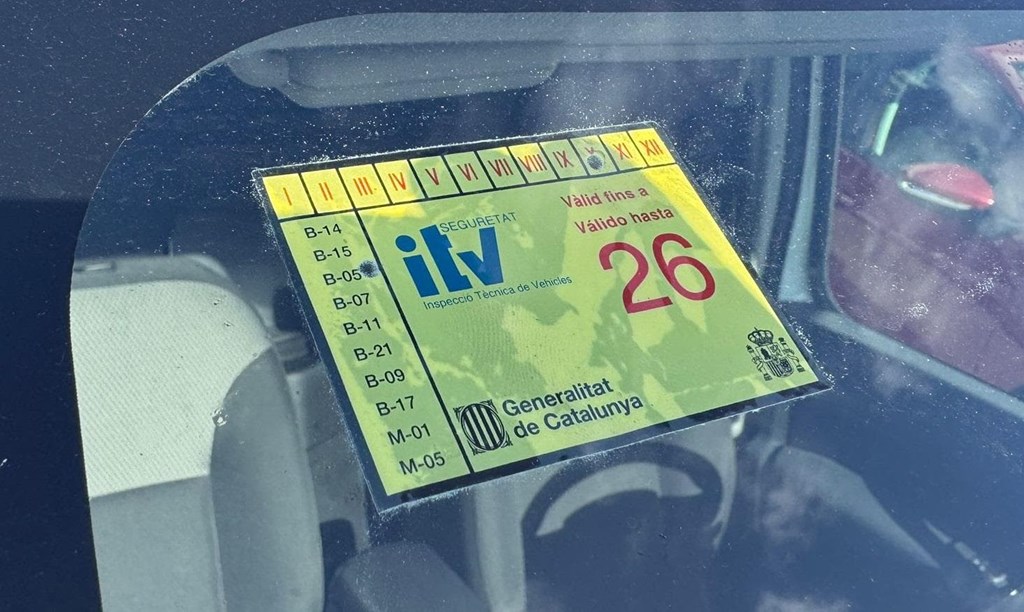 I II III IV V VI VII VIII IX X XI XII
B-14
B-15
B-05
B-07
B-11
B-21
B-09
B-17
M-01
M-05
SEGURETAT
itv
Inspecció Tècnica de Vehicles
Vàlid fins a
Válido hasta
26
Generalitat
de Catalunya